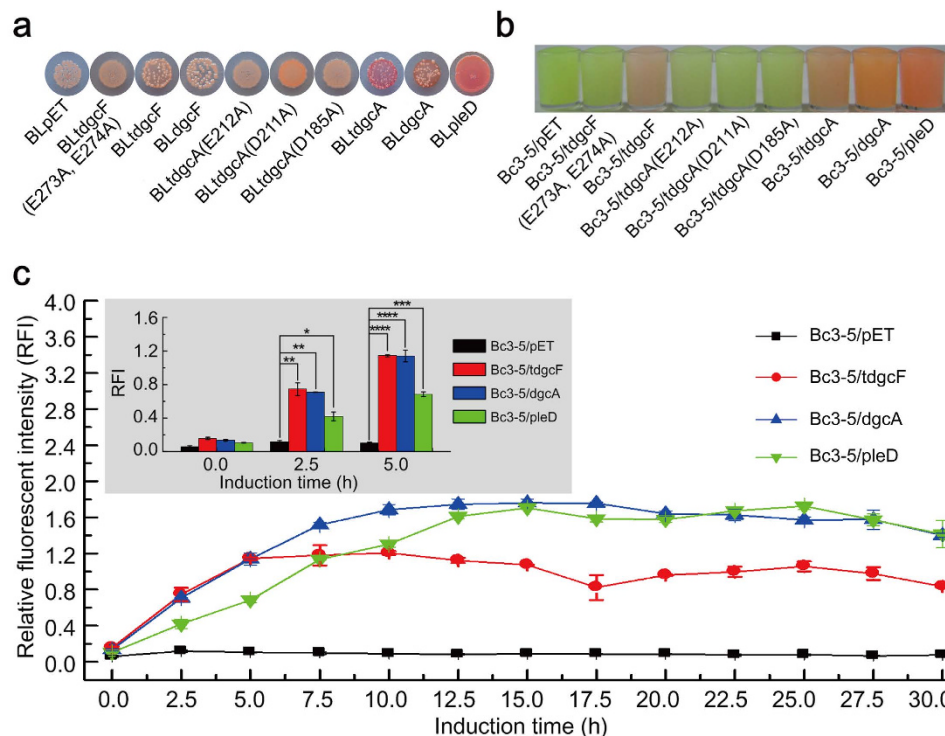 a
BLpET
BLtdgcF
(E273A, E274A)
BLtdgcF
BLdgcF
BLtdgcA(E212A)
BLtdgcA(D211A)
BLtdgcA(D185A)
BLtdgcA
BLdgcA
BLpleD
b
Bc3-5/pET
Bc3-5/tdgcF
(E273A, E274A)
Bc3-5/tdgcF
Bc3-5/tdgcA(E212A)
Bc3-5/tdgcA(D211A)
Bc3-5/tdgcA(D185A)
Bc3-5/tdgcA
Bc3-5/dgcA
Bc3-5/pleD
c
Relative fluorescent intensity (RFI)
4.0
3.6
3.2
2.8
2.4
2.0
1.6
1.2
0.8
0.4
0.0
RFI
1.6
1.2
0.8
0.4
0.0
*
**
**
***
****
****
Bc3-5/pET
Bc3-5/tdgcF
Bc3-5/dgcA
Bc3-5/pleD
0.0 2.5 5.0
Induction time (h)
Bc3-5/pET
Bc3-5/tdgcF
Bc3-5/dgcA
Bc3-5/pleD
0.0 2.5 5.0 7.5 10.0 12.5 15.0 17.5 20.0 22.5 25.0 27.5 30.0
Induction time (h)